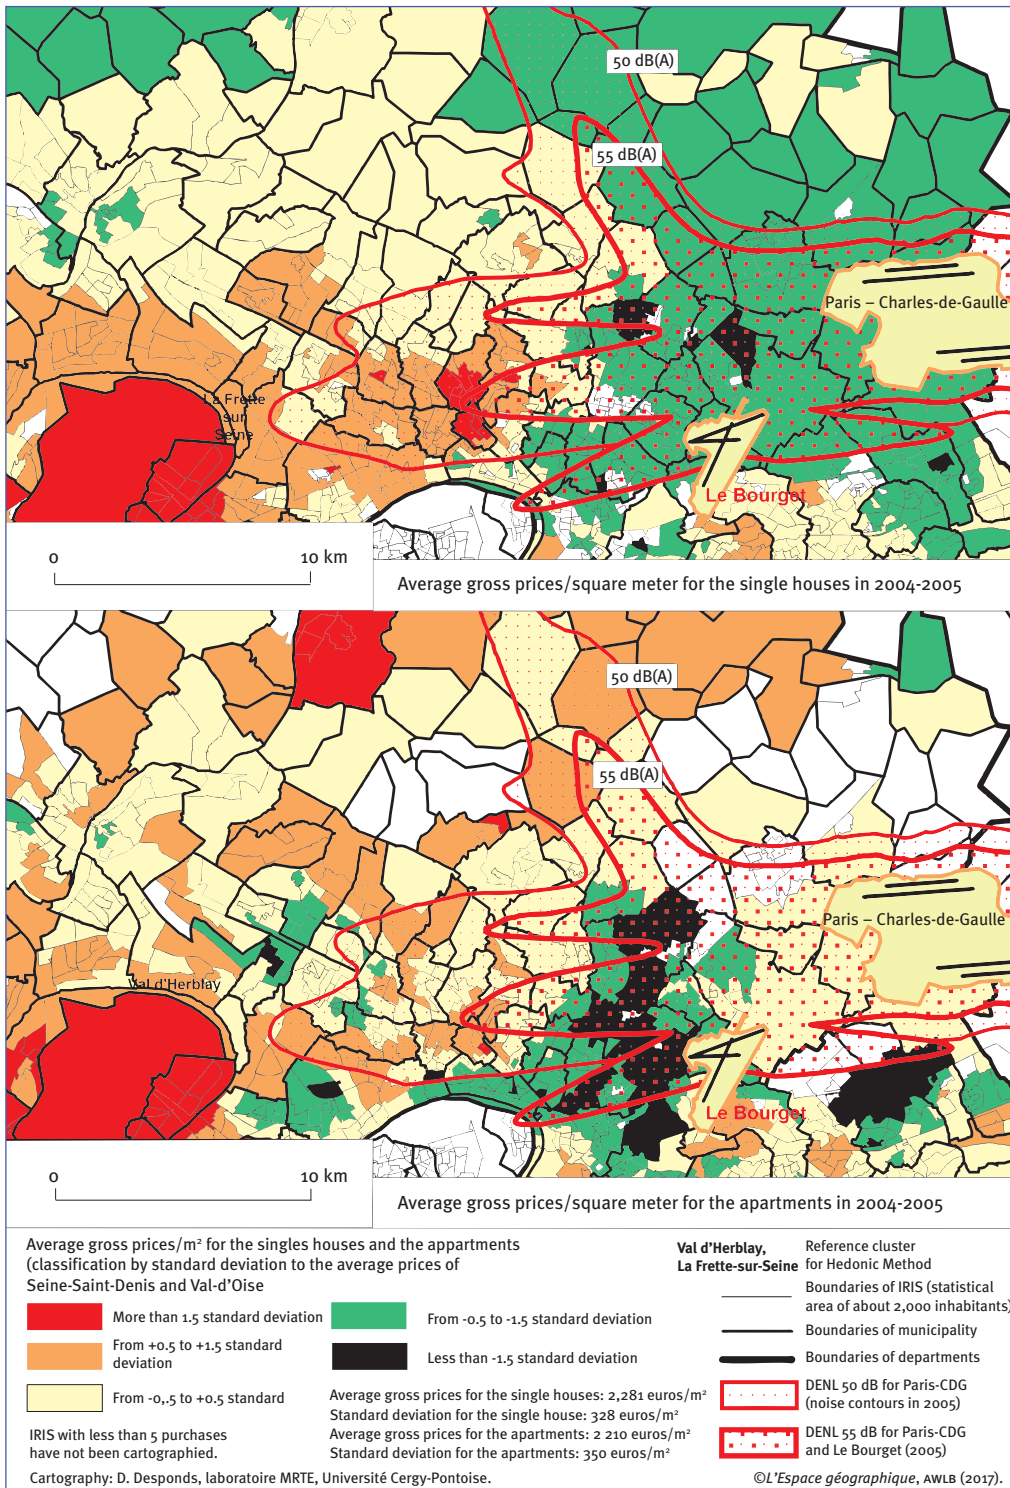 50 dB(A)
55 dB(A)
Paris – Charles-de-Gaulle
La Frette
sur
Seine
Le Bourget
0 10 km
Average gross prices/square meter for the single houses in 2004-2005
50 dB(A)
55 dB(A)
Paris – Charles-de-Gaulle
Val d'Herblay
Le Bourget
0 10 km
Average gross prices/square meter for the apartments in 2004-2005
Average gross prices/m² for the singles houses and the appartments
(classification by standard deviation to the average prices of
Seine-Saint-Denis and Val-d'Oise
More than 1.5 standard deviation
From +0.5 to +1.5 standard
deviation
From -0,.5 to +0.5 standard
IRIS with less than 5 purchases
have not been cartographied.
From -0.5 to -1.5 standard deviation
Less than -1.5 standard deviation
Average gross prices for the single houses: 2,281 euros/m²
Standard deviation for the single house: 328 euros/m²
Average gross prices for the apartments: 2 210 euros/m²
Standard deviation for the apartments: 350 euros/m²
Val d'Herblay,
La Frette-sur-Seine
Reference cluster
for Hedonic Method
Boundaries of IRIS (statistical
area of about 2,000 inhabitants)
Boundaries of municipality
Boundaries of departments
DENL 50 dB for Paris-CDG
(noise contours in 2005)
DENL 55 dB for Paris-CDG
and Le Bourget (2005)
Cartography: D. Desponds, laboratoire MRTE, Université Cergy-Pontoise.
©L'Espace géographique, AWLB (2017).